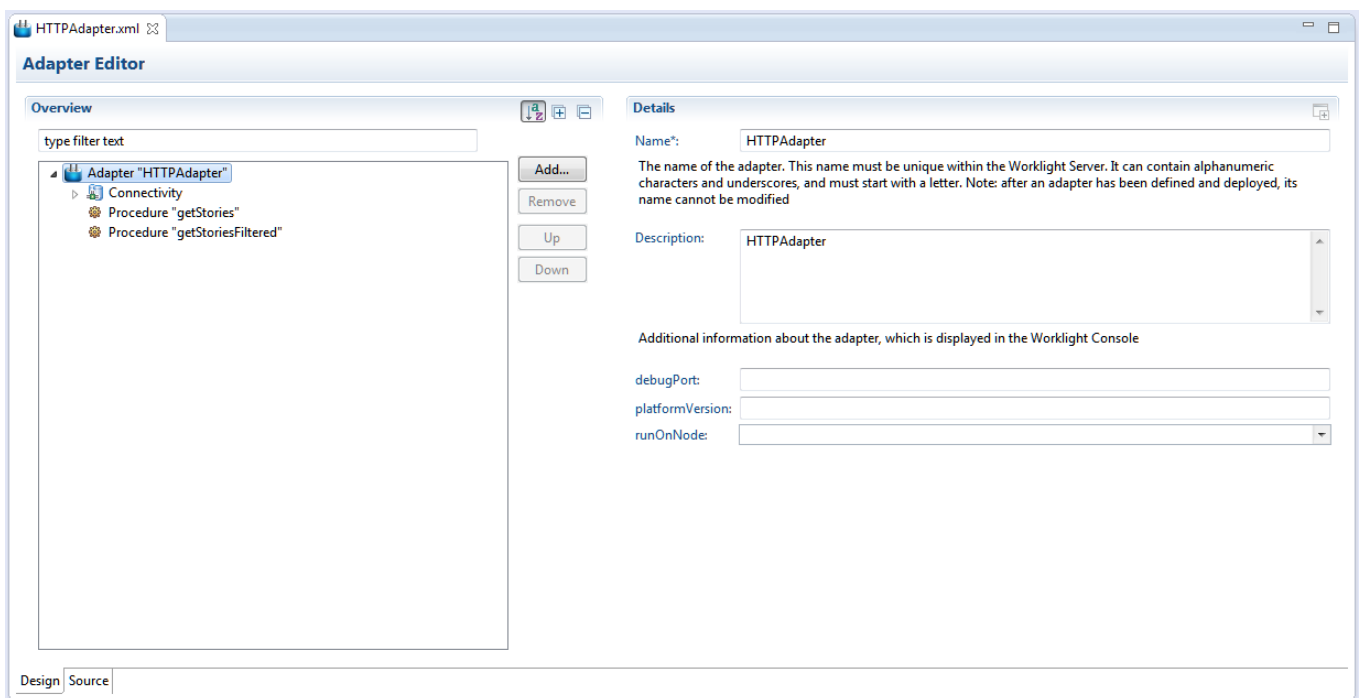 HTTPAdapter.xml
Adapter Editor
Overview
type filter text
Adapter "HTTPAdapter"
Connectivity
Procedure "getStories"
Procedure "getStoriesFiltered"
Add...
Remove
Up
Down
Details
Name*: HTTPAdapter
The name of the adapter. This name must be unique within the Worklight Server. It can contain alphanumeric
characters and underscores, and must start with a letter. Note: after an adapter has been defined and deployed, its
name cannot be modified
Description: HTTPAdapter
Additional information about the adapter, which is displayed in the Worklight Console
debugPort:
platformVersion:
runOnNode:
Design Source